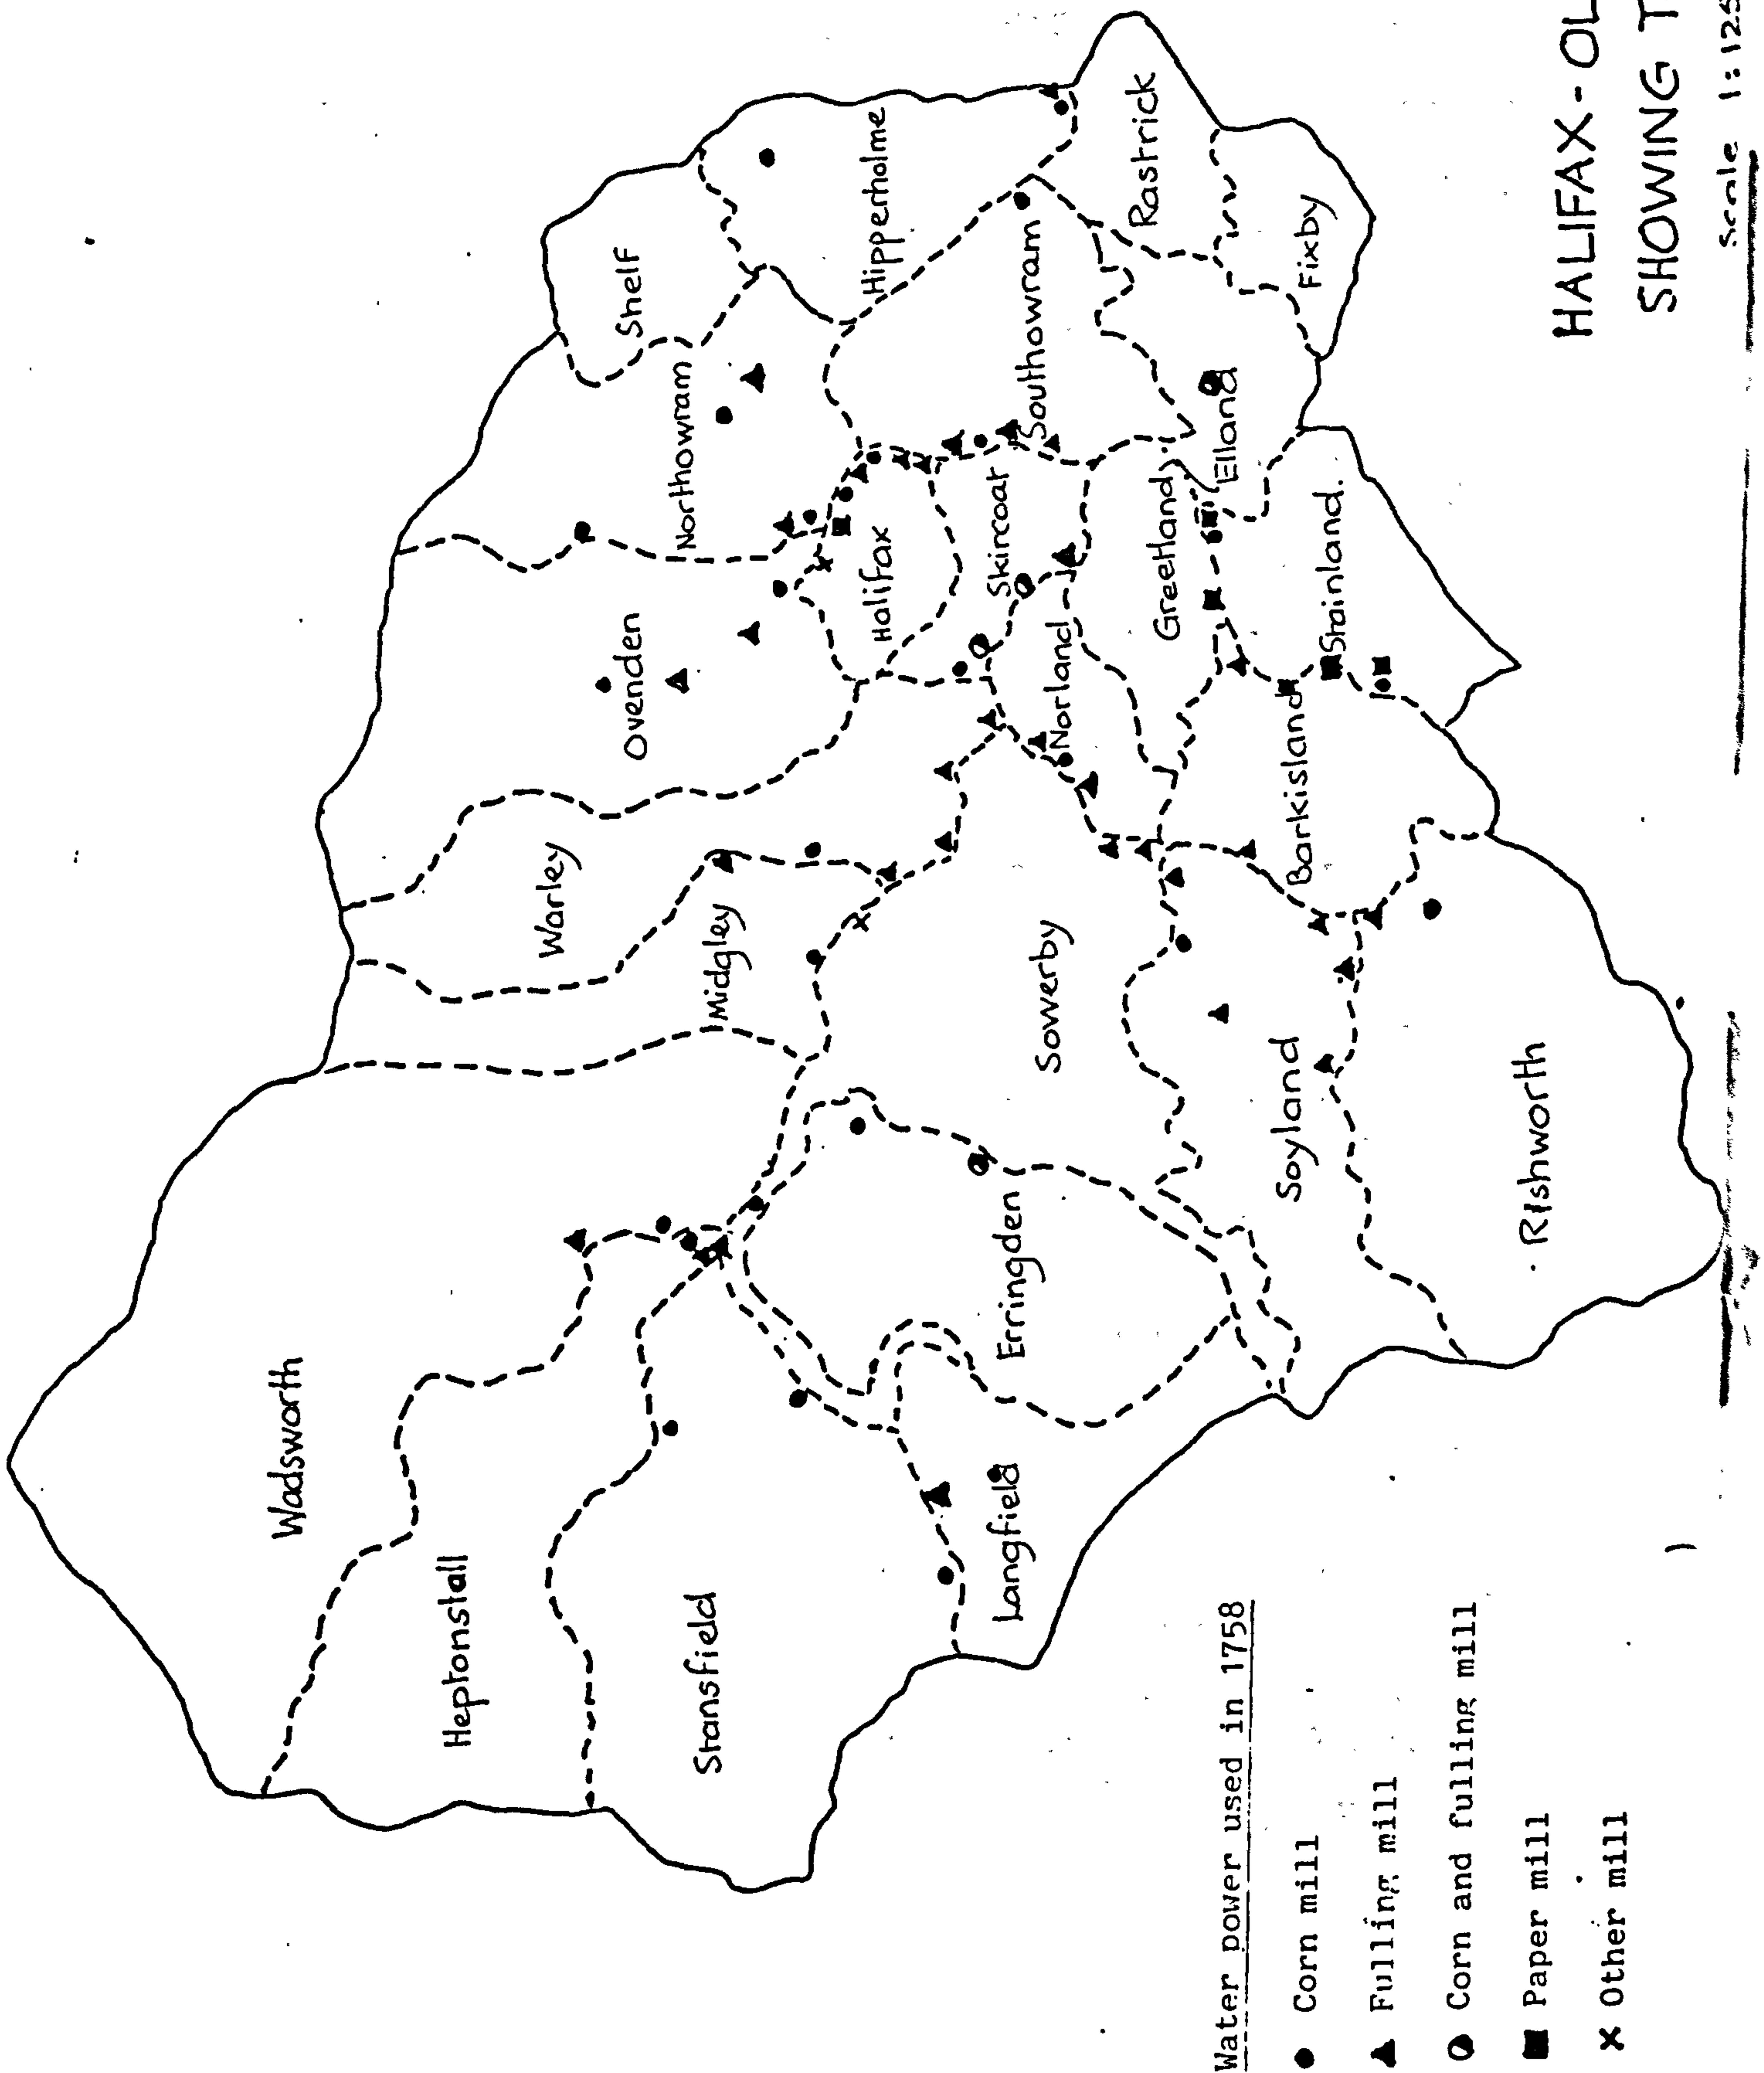 Wadsworth
Heptonstall
Stansfield
Langfield
Erringden
Midgley
Warley
Ovenden
Sowerby
Soyland
Rishworth
Northowram
Shelf
Hipperholme
Halifax
Skircoat
Southowram
Norland
Greetland
Elland
Rastrick
Fixby
Barkisland
Stainland.
Water power used in 1758
Corn mill
Fulling mill
Corn and fulling mill
Paper mill
Other mill
HALIFAX - OL
SHOWING T
Scale 1:125